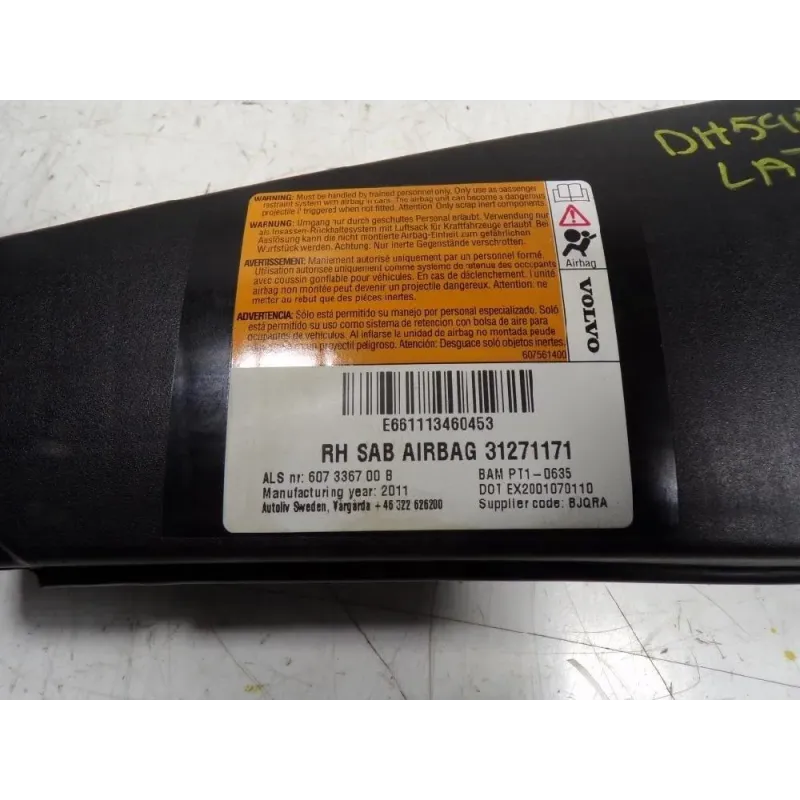 DH59
LAT
WARNING: Must be handled by trained personnel only. Only use as passenger
restraint system with airbag in cars. The airbag unit can become a dangerous
projectile if triggered when not fitted. Attention: Only scrap inert components.
WARNUNG: Umgang nur durch geschultes Personal erlaubt. Verwendung nur
als Insassen-Rückhaltesystem mit Luftsack für Kraftfahrzeuge erlaubt. Bei
Auslösung kann die nicht montierte Airbag-Einheit zum gefährlichen
Wurfstück werden. Achtung: Nur inerte Gegenstände verschrotten.
AVERTISSEMENT: Maniement autorisé uniquement par un personnel formé.
Utilisation autorisée uniquement comme système de retenue des occupants
avec coussin gonflable pour véhicules. En cas de déclenchement, l'unité
airbag non montée peut devenir un projectile dangereux. Attention: ne
mettre au rebut que des pièces inertes.
ADVERTENCIA: Sólo está permitido su manejo por personal especializado. Sólo
está permitido su uso como sistema de retencion con bolsa de aire para
ocupantes de vehículos. Al inflarse la unidad de airbag no montada puede
ser un proyectil peligroso. Atención: Desguace soló objetos inertes.
607561400
Airbag
VOLVO
E661113460453
RH SAB AIRBAG 31271171
ALS nr: 607 3367 00 B
BAM PT1-0635
Manufacturing year: 2011
DOT EX2001070110
Autoliv Sweden, Vårgårda +46 322 626200
Supplier code: BJQRA